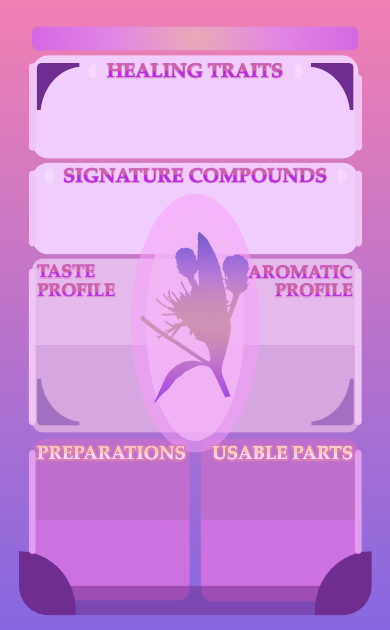 HEALING TRAITS
SIGNATURE COMPOUNDS
TASTE
PROFILE
AROMATIC
PROFILE
PREPARATIONS
USABLE PARTS